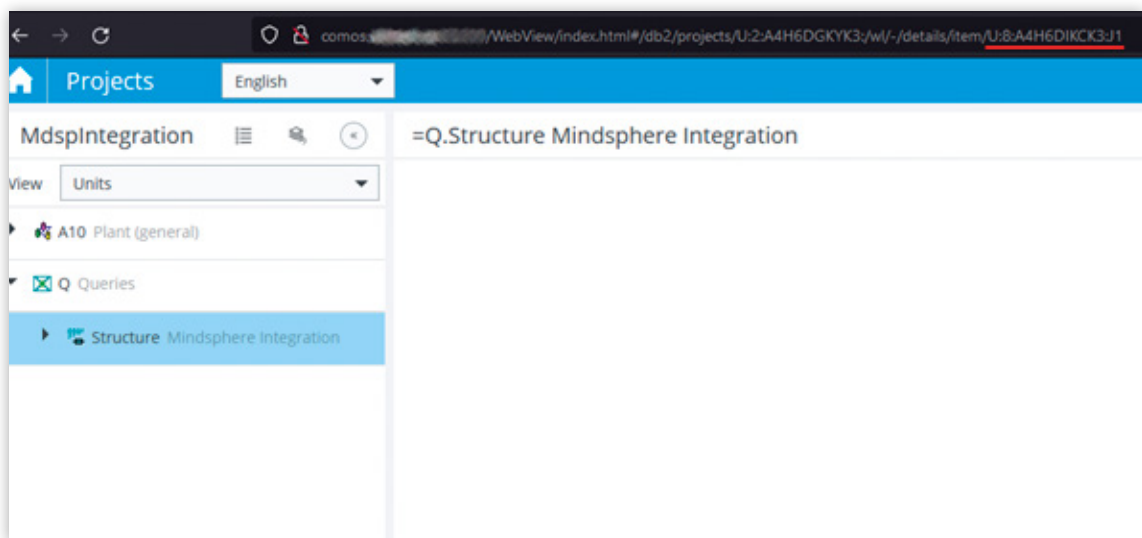 comos /WebView/index.html#/db2/projects/U:2:A4H6DGKYK3:/wl/-/details/item/U:8:A4H6DIKCK3:J1
Projects English
MdspIntegration
=Q.Structure Mindsphere Integration
View Units
A10 Plant (general)
Q Queries
Structure Mindsphere Integration